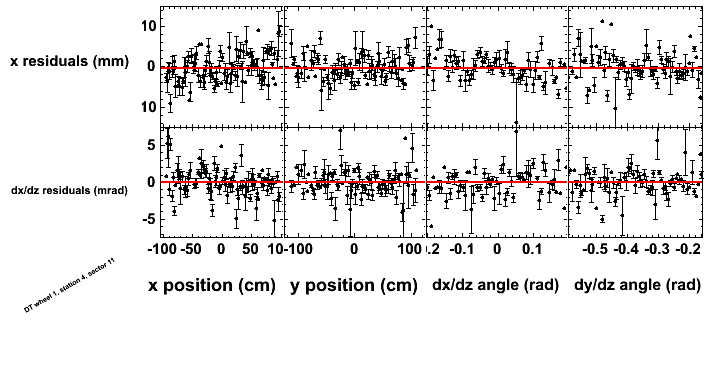 10
x residuals (mm)
0
10
5
dx/dz residuals (mrad)
0
-5
-100 -50 0 50 10 -100 0 100 .2 -0.1 0 0.1 -0.5 -0.4 -0.3 -0.2
x position (cm) y position (cm) dx/dz angle (rad) dy/dz angle (rad)
DT wheel 1, station 4, sector 11